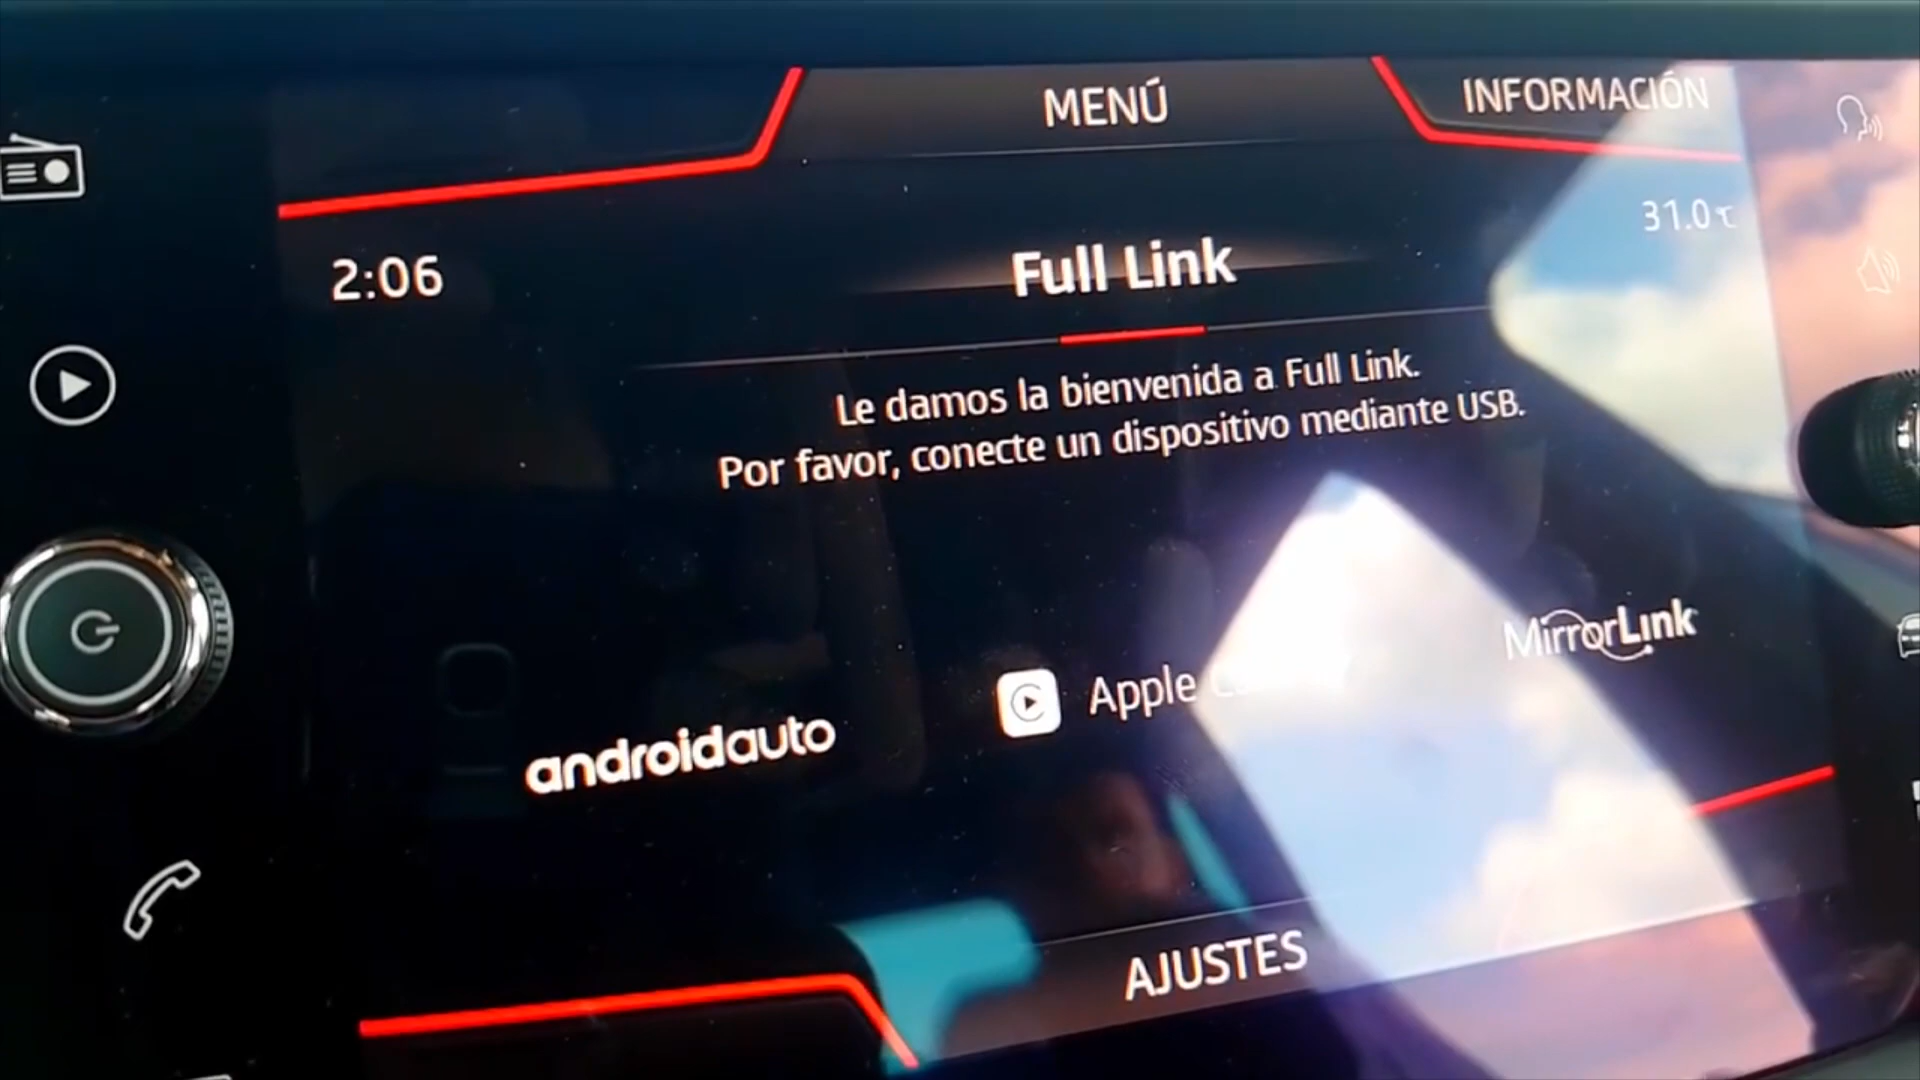 MENÚ
INFORMACIÓN
31.0℃
2:06
Full Link
Le damos la bienvenida a Full Link.
Por favor, conecte un dispositivo mediante USB.
MirrorLink
Apple
androidauto
AJUSTES